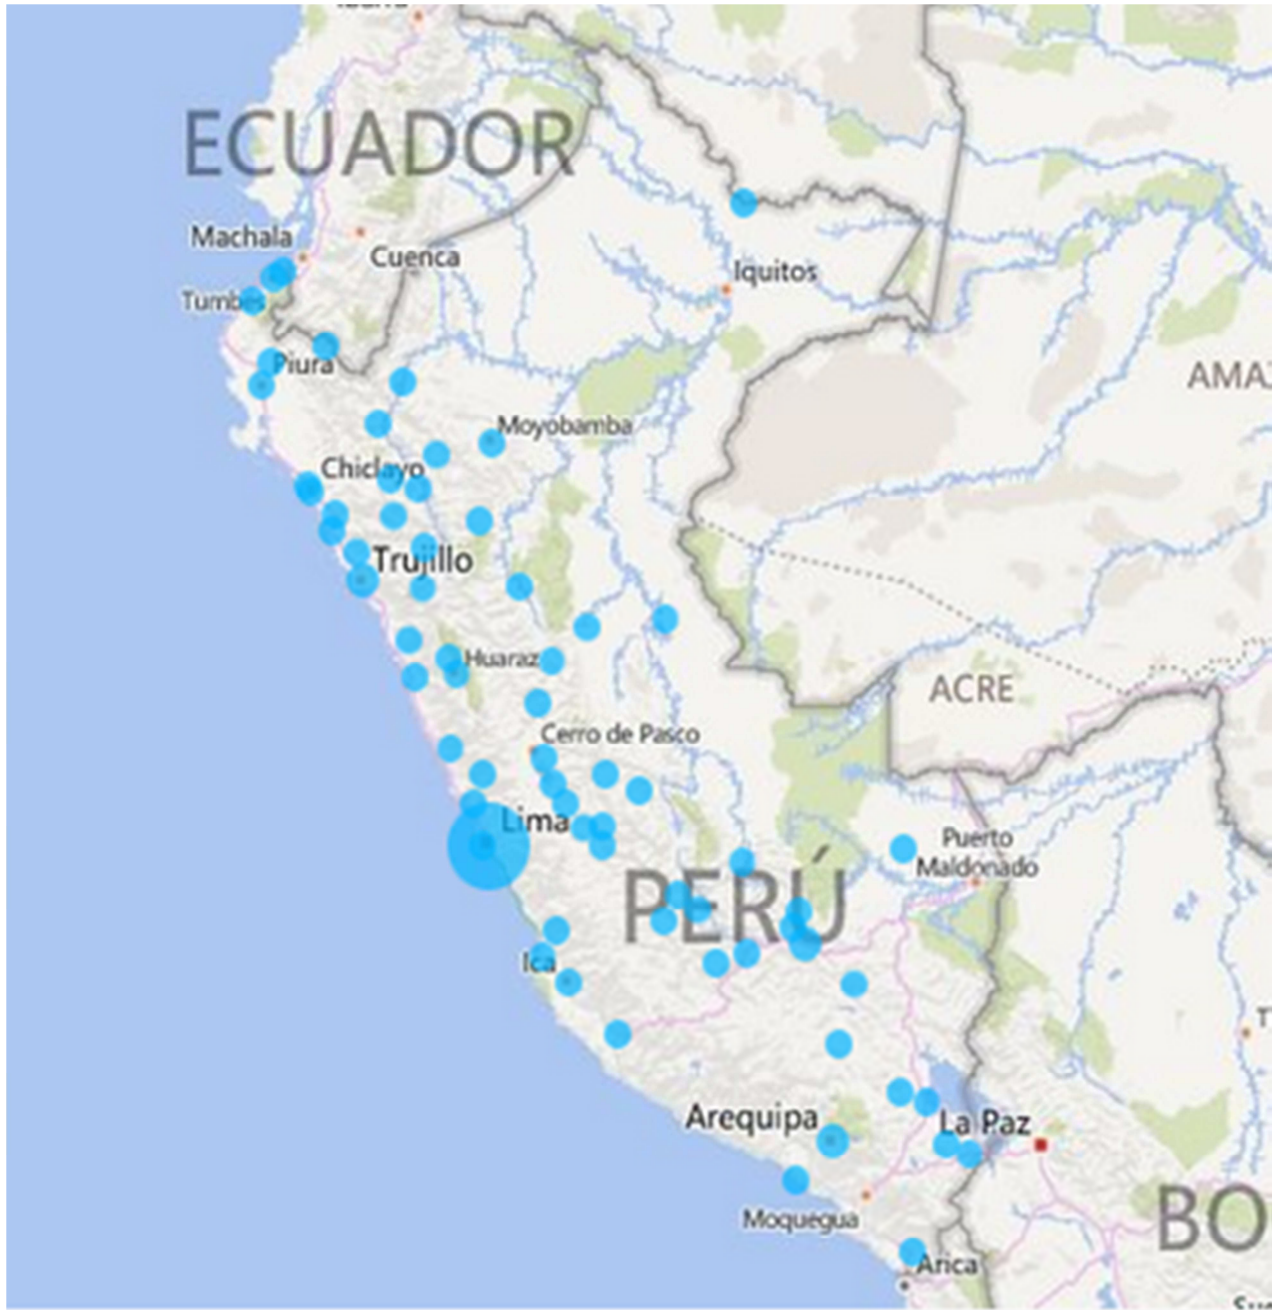 ECUADOR
Machala
Cuenca
Iquitos
Tumbes
Piura
AMAZ
Moyobamba
Chiclayo
Trujillo
Huaraz
ACRE
Cerro de Pasco
Lima
Puerto
Maldonado
PERÚ
Ica
Arequipa
La Paz
Moquegua
BO
Arica